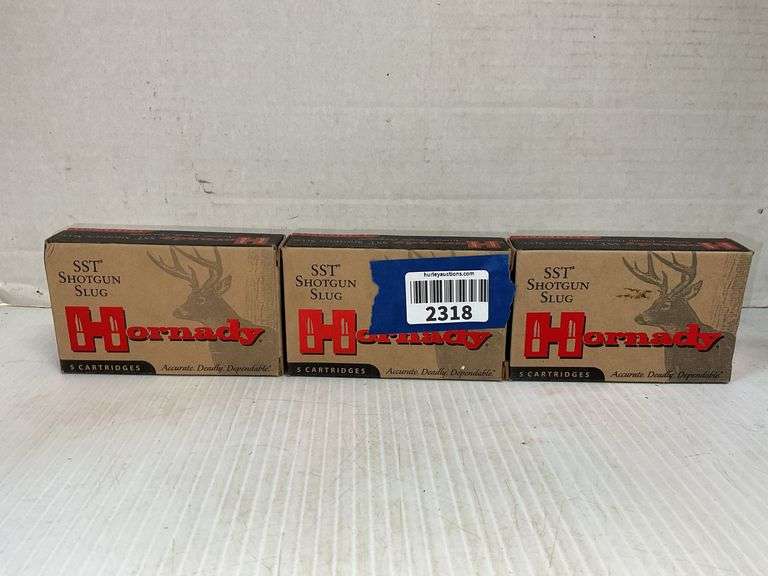 SST®
SHOTGUN
SLUG
Hornady
5 CARTRIDGES
Accurate. Deadly. Dependable.®
SST®
SHOTGUN
SLUG
hurleyauctions.com
2318
Hornady
5 CARTRIDGES
Accurate. Deadly. Dependable.®
SST®
SHOTGUN
SLUG
Hornady
5 CARTRIDGES
Accurate. Deadly. Dependable.®